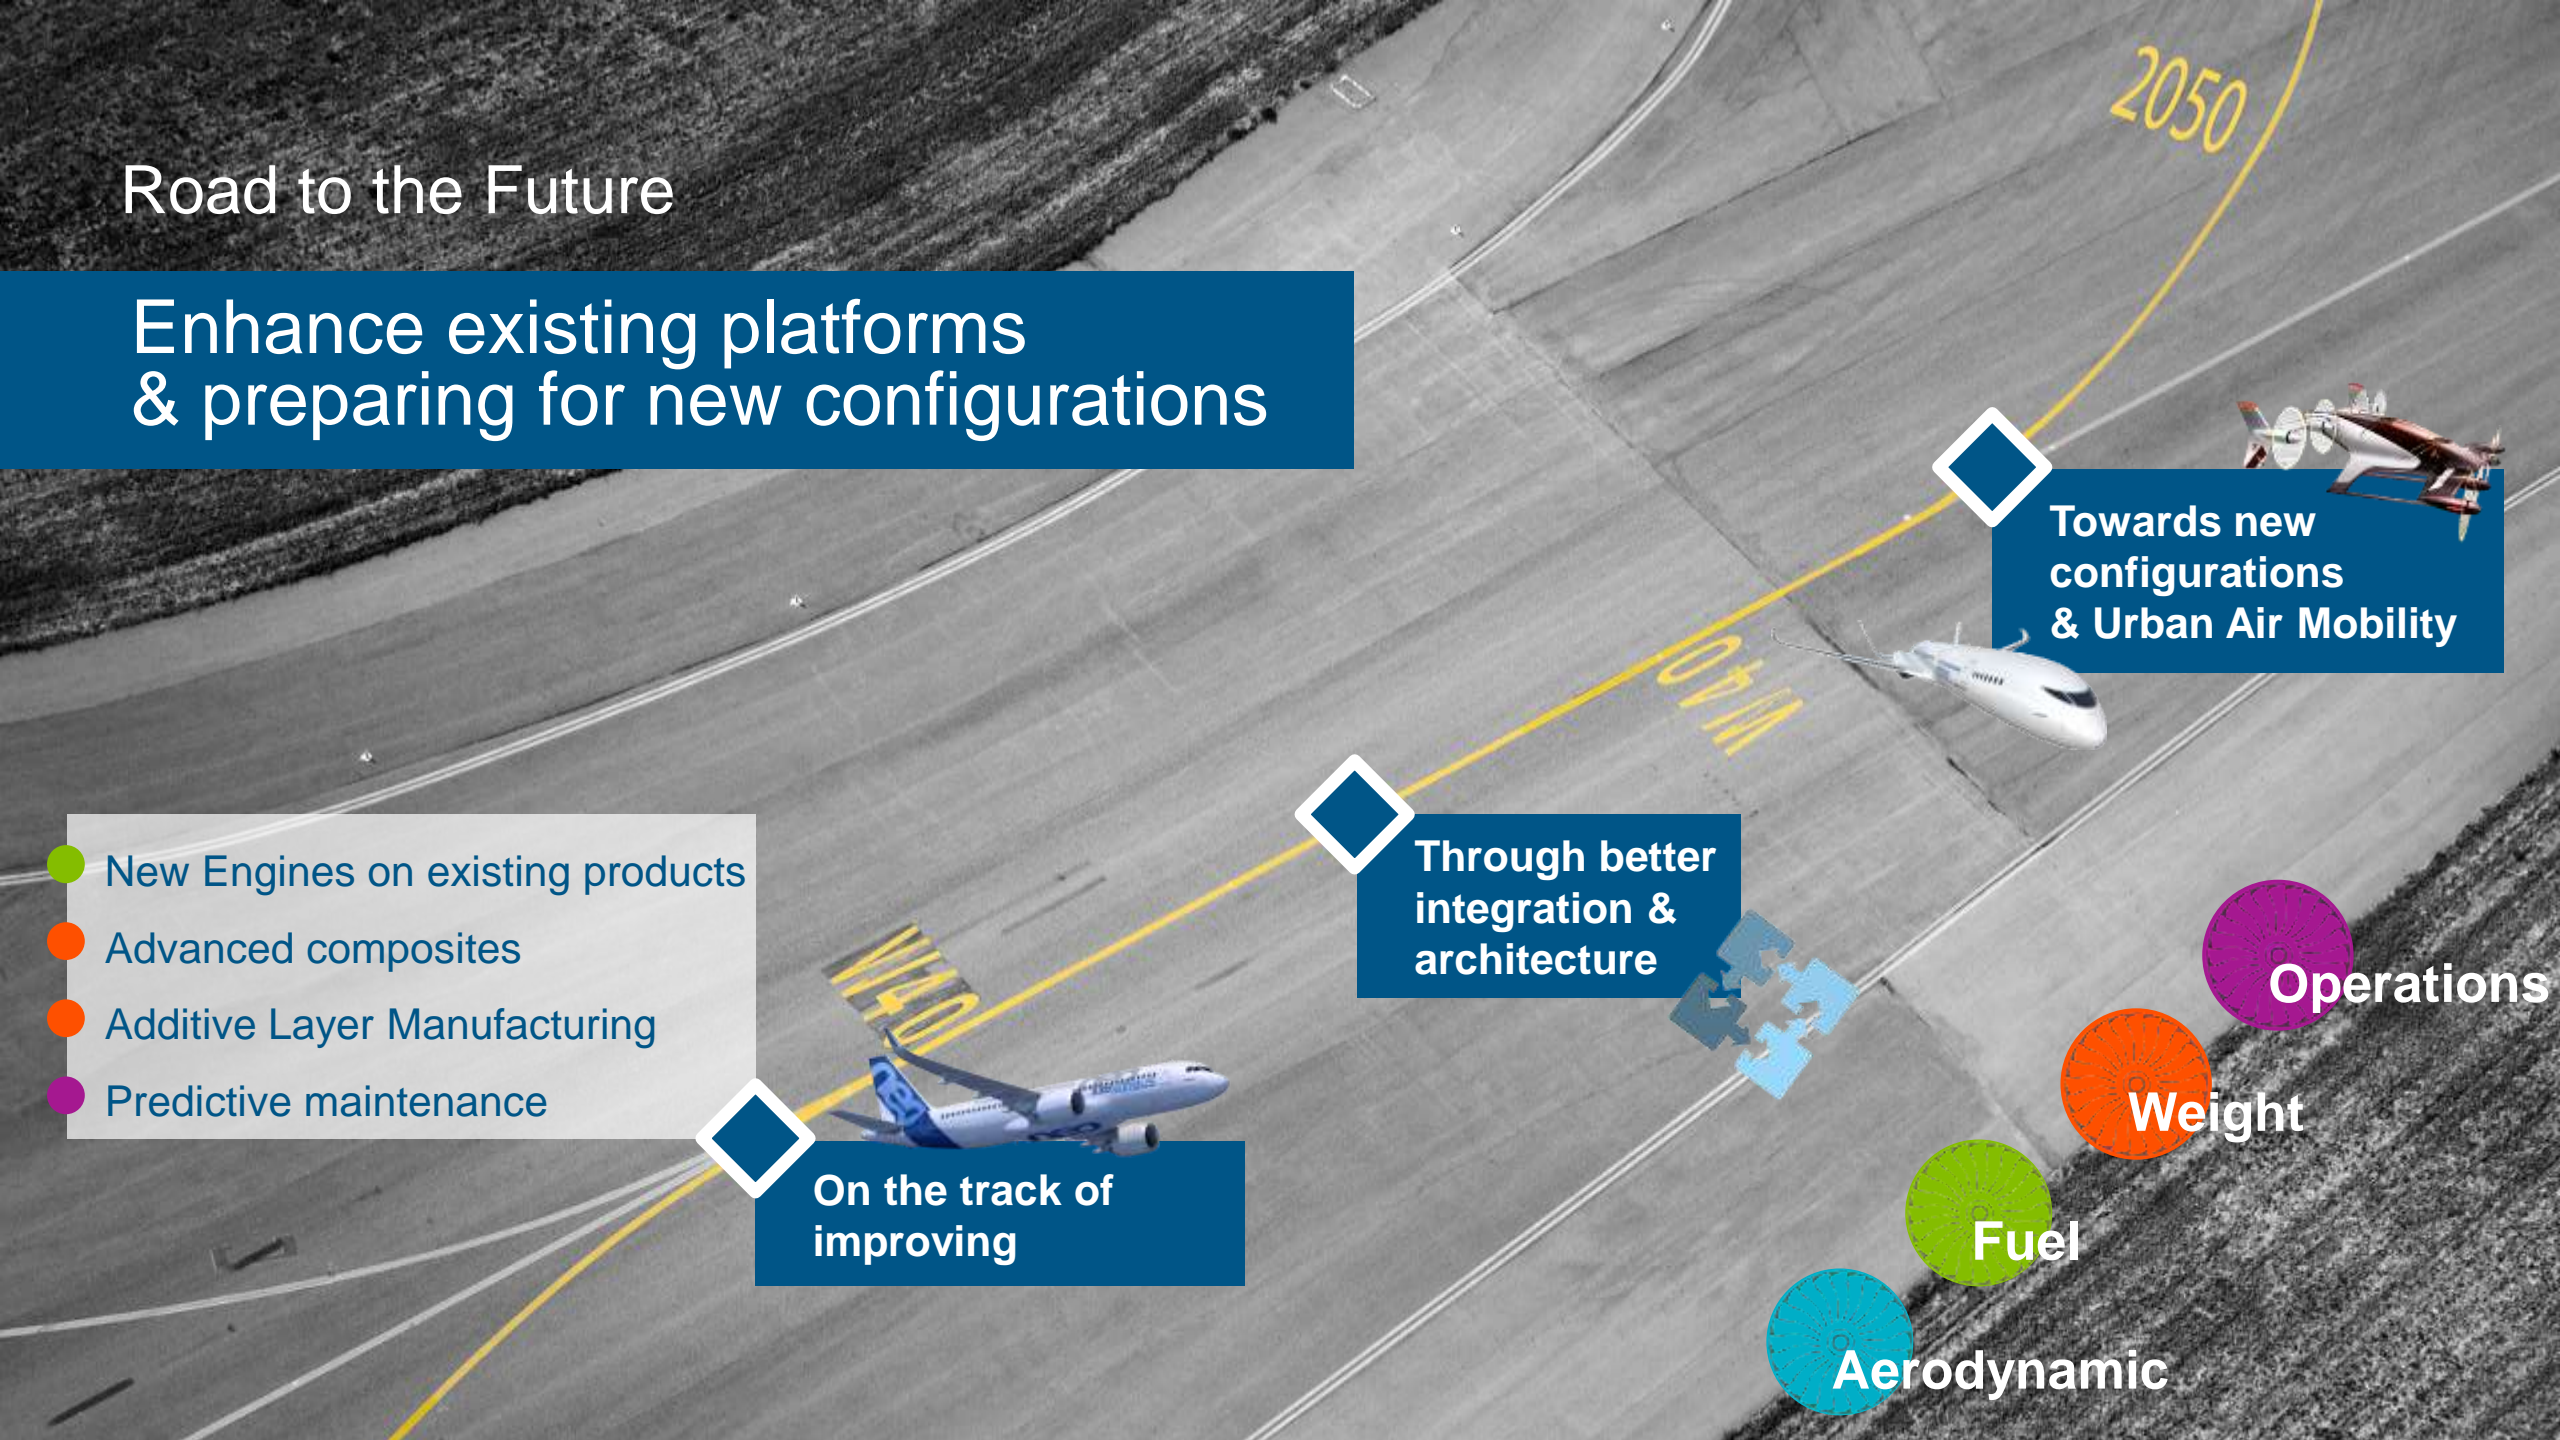 2050
Road to the Future
Enhance existing platforms
& preparing for new configurations
Towards new
configurations
& Urban Air Mobility
W40
Through better
integration &
architecture
New Engines on existing products
Advanced composites
Additive Layer Manufacturing
Predictive maintenance
W40
neo
On the track of
improving
Operations
Weight
Fuel
Aerodynamic